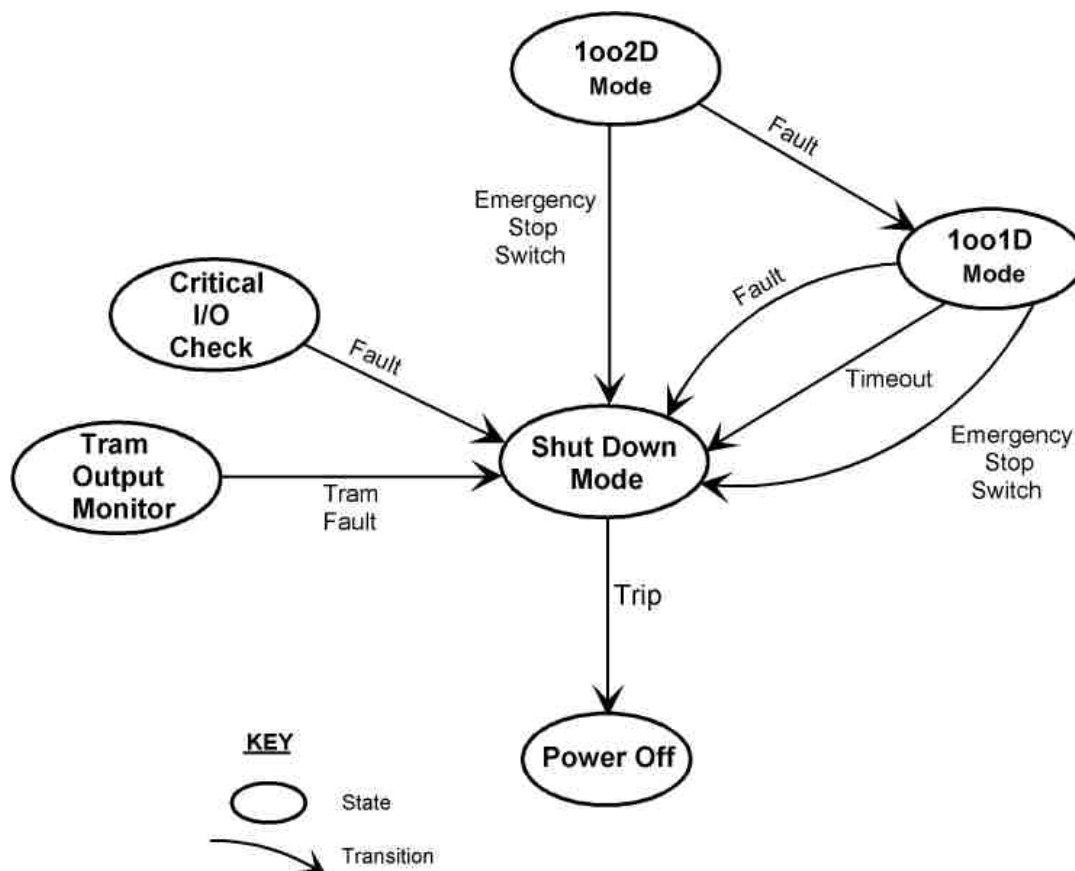 1oo2D
Mode
Fault
Emergency
Stop
Switch
1oo1D
Mode
Critical
I/O
Check
Fault
Fault
Timeout
Emergency
Stop
Switch
Tram
Output
Monitor
Tram
Fault
Shut Down
Mode
Trip
Power Off
KEY
State
Transition